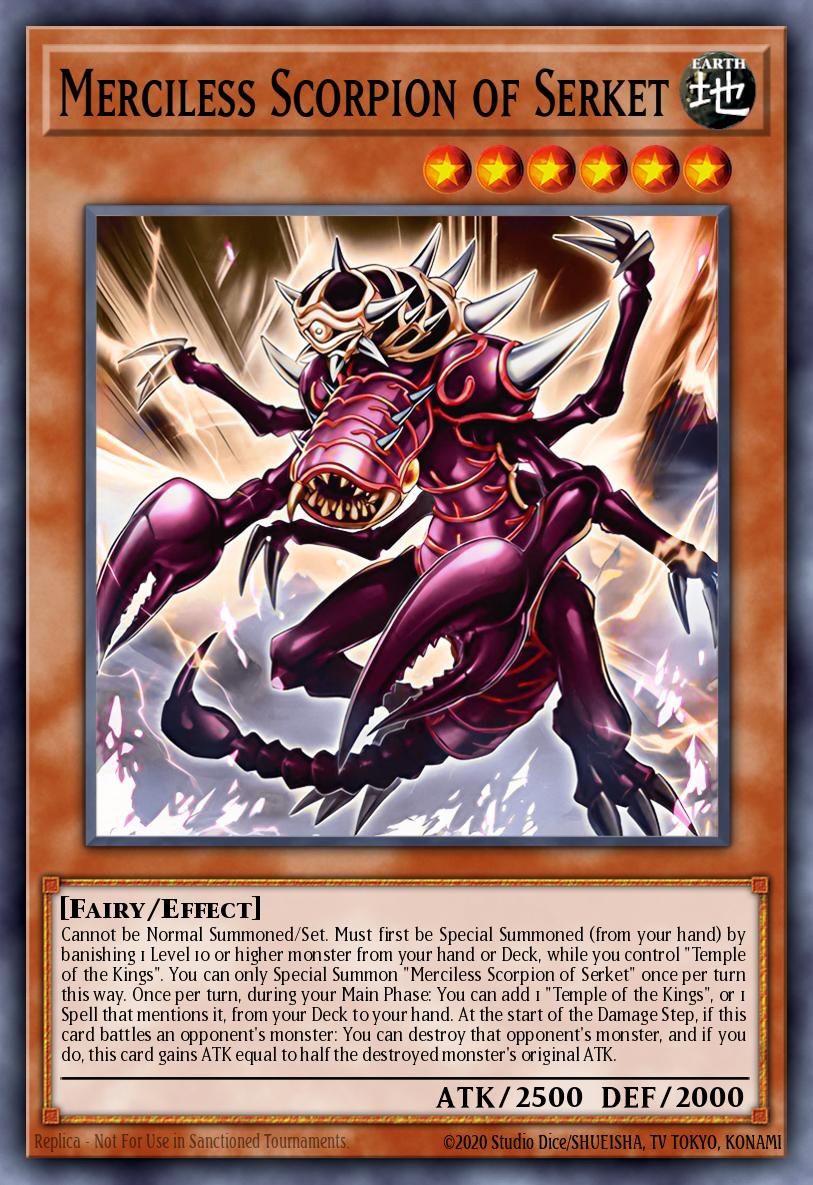 Merciless Scorpion of Serket
EARTH
地
[Fairy/Effect]
Cannot be Normal Summoned/Set. Must first be Special Summoned (from your hand) by
banishing 1 Level 10 or higher monster from your hand or Deck, while you control "Temple
of the Kings". You can only Special Summon "Merciless Scorpion of Serket" once per turn
this way. Once per turn, during your Main Phase: You can add 1 "Temple of the Kings", or 1
Spell that mentions it, from your Deck to your hand. At the start of the Damage Step, if this
card battles an opponent's monster: You can destroy that opponent's monster, and if you
do, this card gains ATK equal to half the destroyed monster's original ATK.
ATK/2500 DEF/2000
Replica - Not For Use in Sanctioned Tournaments.
©2020 Studio Dice/SHUEISHA, TV TOKYO, KONAMI